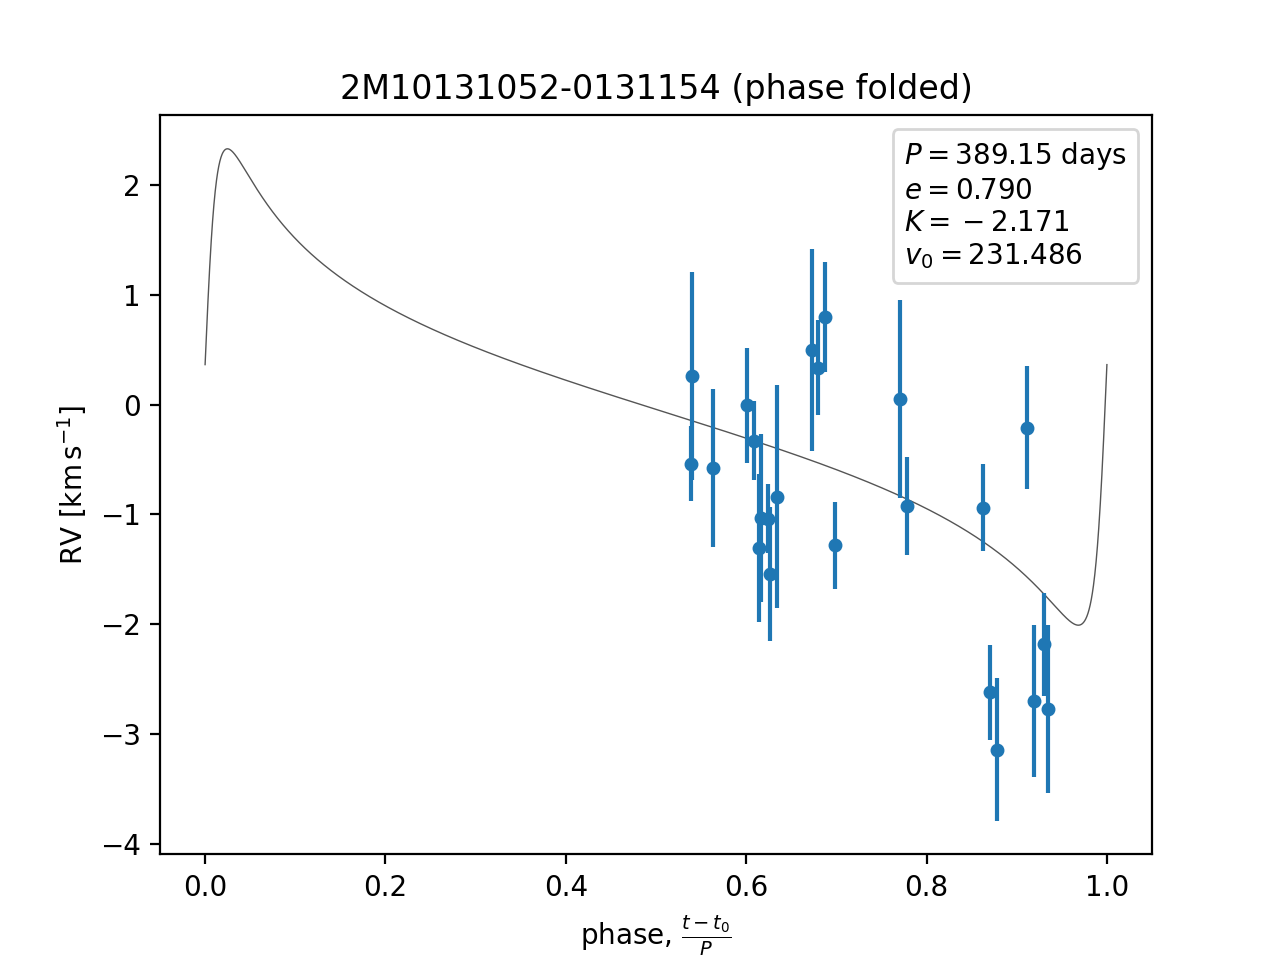 2M10131052-0131154 (phase folded)
P = 389.15 days
e = 0.790
K = − 2.171
v₀ = 231.486
2
1
0
−1
−2
−3
−4
RV [km s⁻¹]
0.0 0.2 0.4 0.6 0.8 1.0
phase, (t − t₀)/P